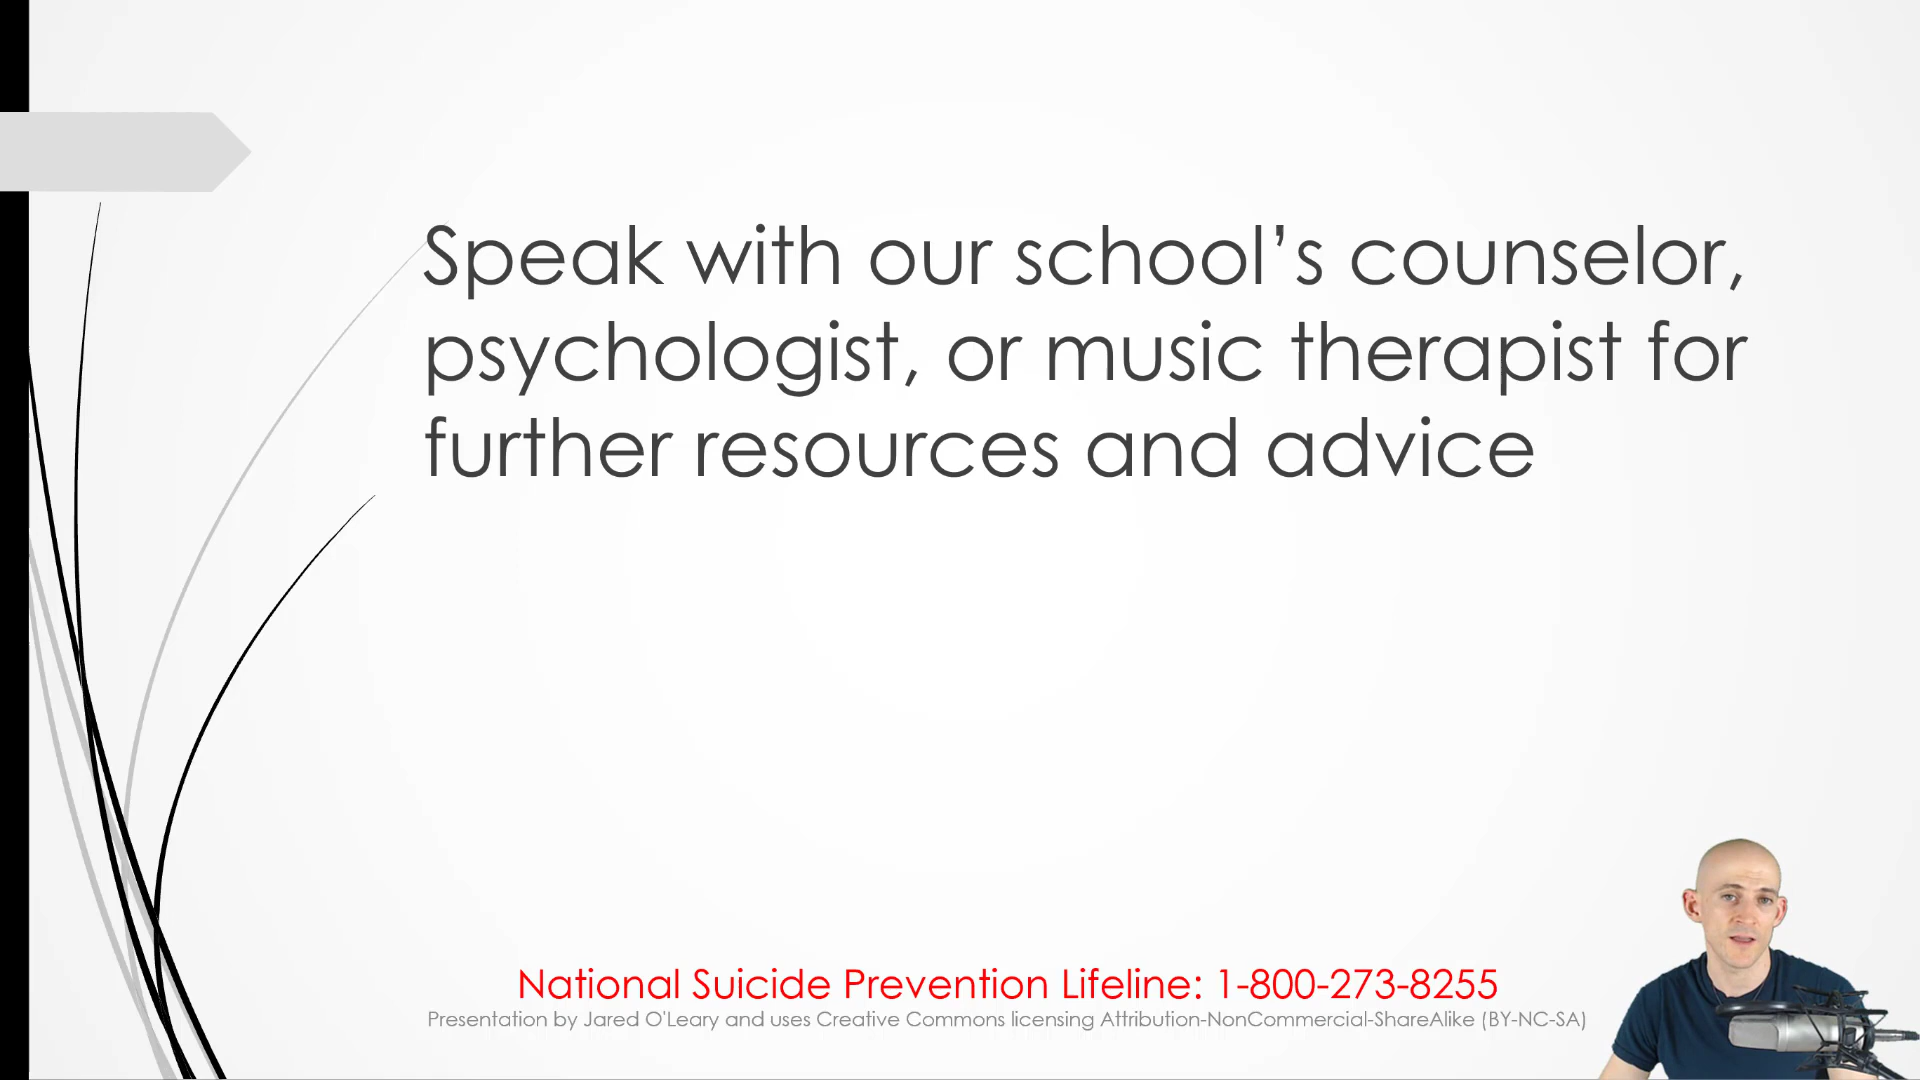 Speak with our school’s counselor,
psychologist, or music therapist for
further resources and advice
National Suicide Prevention Lifeline: 1-800-273-8255
Presentation by Jared O'Leary and uses Creative Commons licensing Attribution-NonCommercial-ShareAlike (BY-NC-SA)